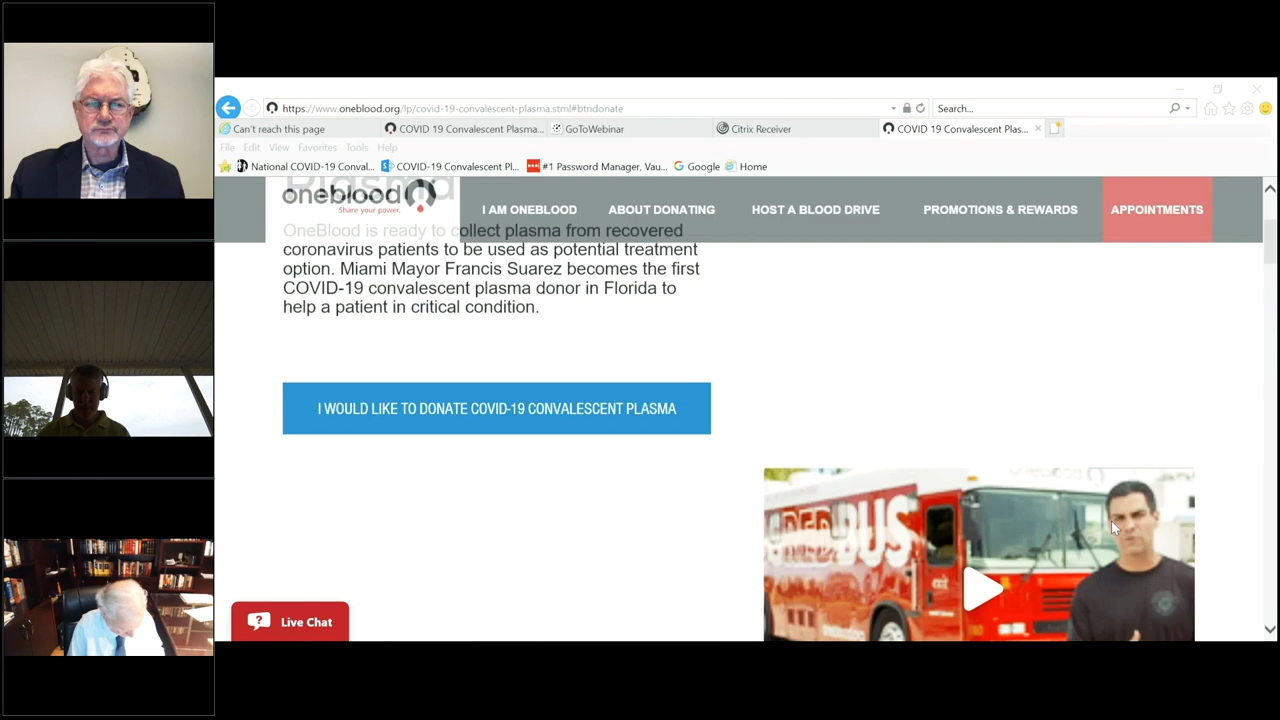 https://www.oneblood.org/lp/covid-19-convalescent-plasma.stml#btndonate
Search...
Can't reach this page
COVID 19 Convalescent Plasma...
GoToWebinar
Citrix Receiver
COVID 19 Convalescent Plas...
File Edit View Favorites Tools Help
National COVID-19 Conval...
COVID-19 Convalescent Pl...
#1 Password Manager, Vau...
Google
Home
Plasma
oneblood
Share your power.
I AM ONEBLOOD
ABOUT DONATING
HOST A BLOOD DRIVE
PROMOTIONS & REWARDS
APPOINTMENTS
OneBlood is ready to collect plasma from recovered
coronavirus patients to be used as potential treatment
option. Miami Mayor Francis Suarez becomes the first
COVID-19 convalescent plasma donor in Florida to
help a patient in critical condition.
I WOULD LIKE TO DONATE COVID-19 CONVALESCENT PLASMA
RED BUS
Live Chat